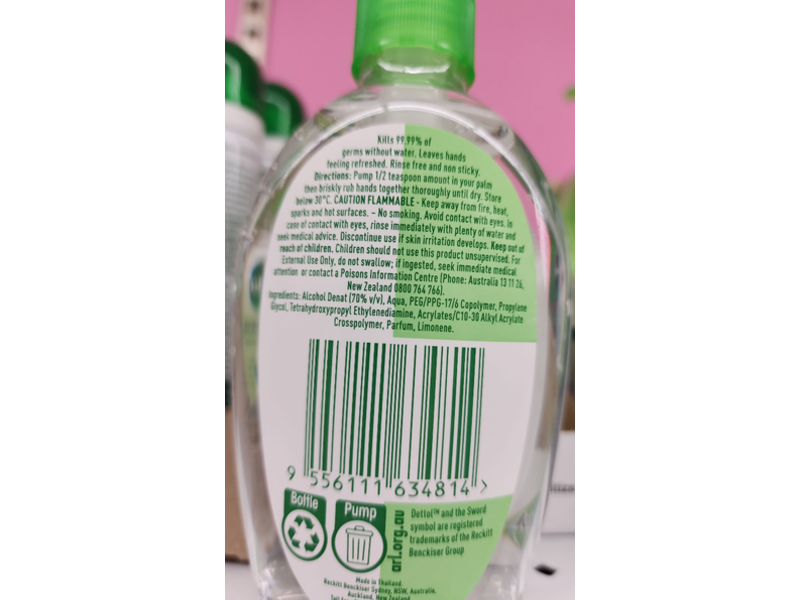 Kills 99.99% of
germs without water. Leaves hands
feeling refreshed. Rinse free and non sticky.
Directions: Pump 1/2 teaspoon amount in your palm
then briskly rub hands together thoroughly until dry. Store
below 30°C. CAUTION FLAMMABLE - Keep away from fire, heat,
sparks and hot surfaces. – No smoking. Avoid contact with eyes. In
case of contact with eyes, rinse immediately with plenty of water and
seek medical advice. Discontinue use if skin irritation develops. Keep out of
reach of children. Children should not use this product unsupervised. For
External Use Only, do not swallow; if ingested, seek immediate medical
attention or contact a Poisons Information Centre (Phone: Australia 13 11 26,
New Zealand 0800 764 766).
Ingredients: Alcohol Denat (70% v/v), Aqua, PEG/PPG-17/6 Copolymer, Propylene
Glycol, Tetrahydroxypropyl Ethylenediamine, Acrylates/C10-30 Alkyl Acrylate
Crosspolymer, Parfum, Limonene.
9 556111 634814 >
Bottle
Pump
arl.org.au
Dettol™ and the Sword
symbol are registered
trademarks of the Reckitt
Benckiser Group
Made in Thailand.
Reckitt Benckiser Sydney, NSW, Australia.
Auckland, New Zealand